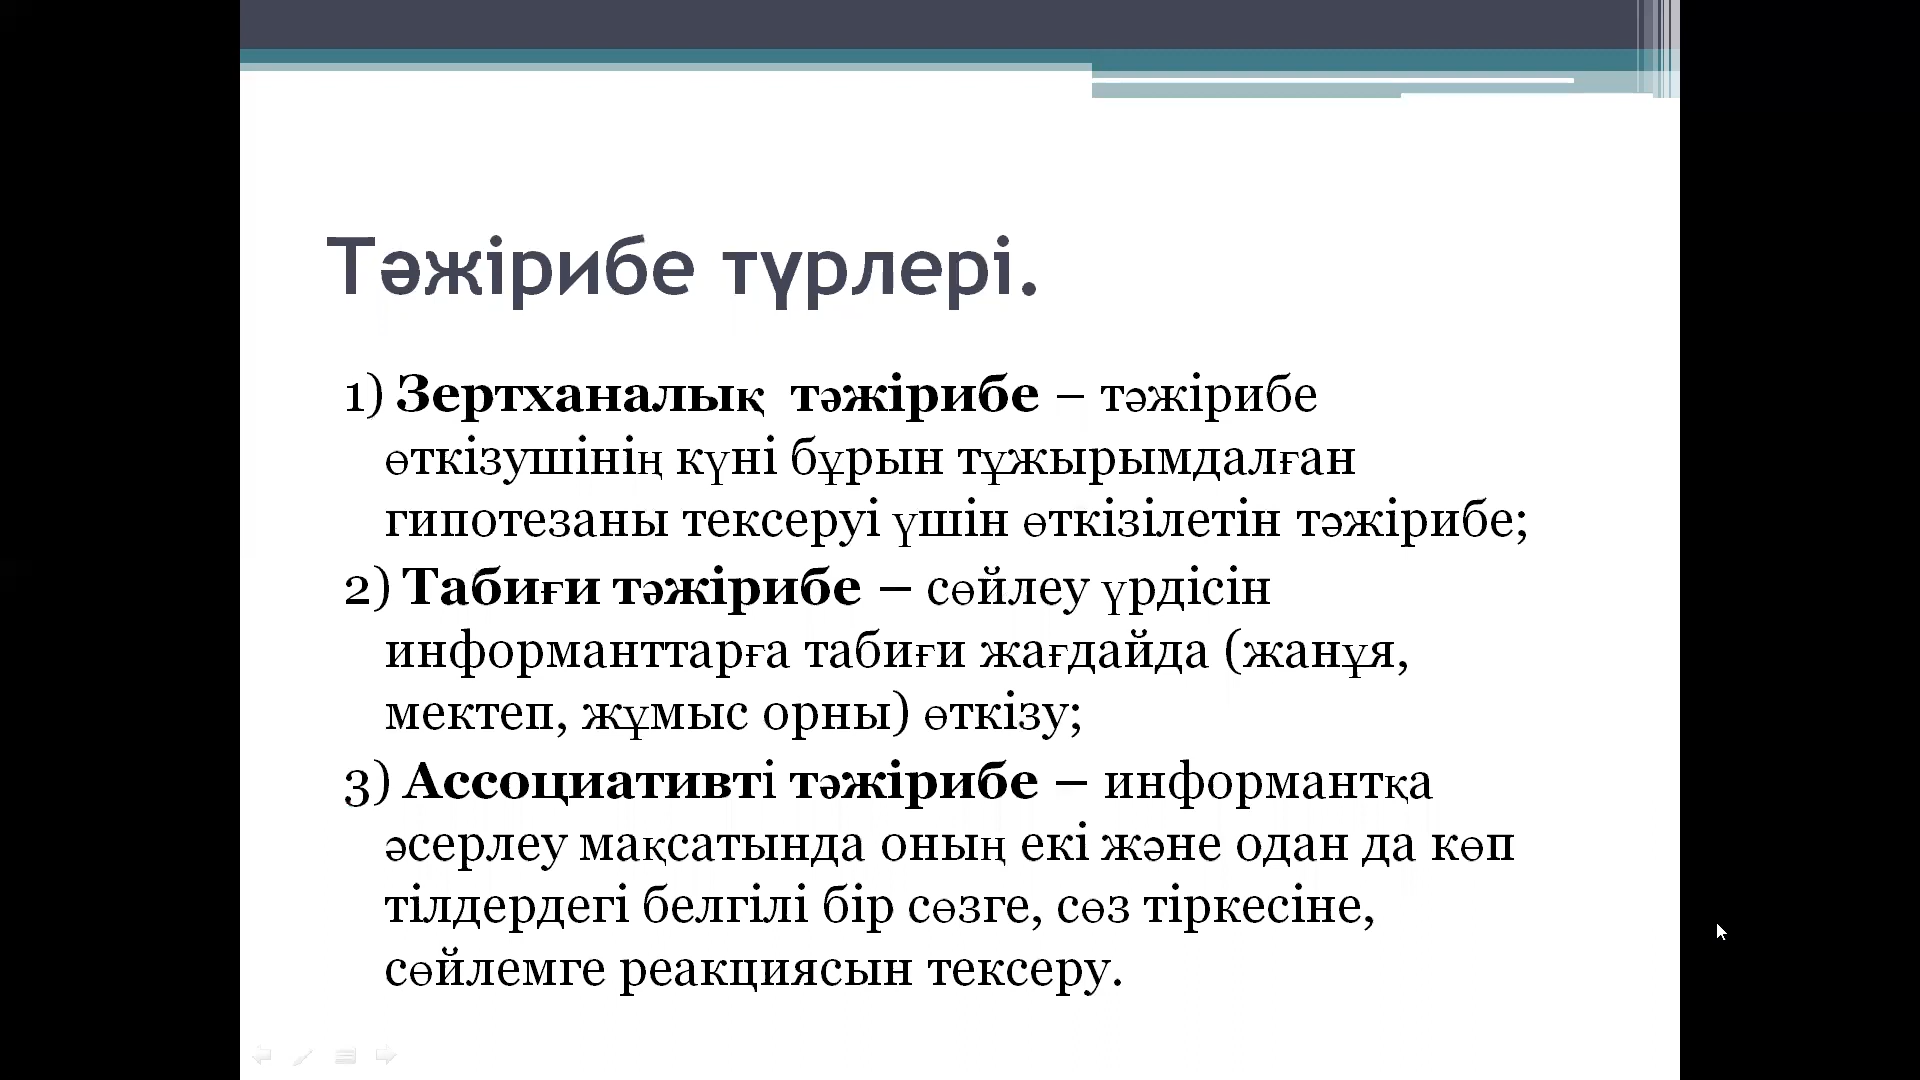 Тәжірибе түрлері.
1) Зертханалық тәжірибе – тәжірибе
өткізушінің күні бұрын тұжырымдалған
гипотезаны тексеруі үшін өткізілетін тәжірибе;
2) Табиғи тәжірибе – сөйлеу үрдісін
информанттарға табиғи жағдайда (жанұя,
мектеп, жұмыс орны) өткізу;
3) Ассоциативті тәжірибе – информантқа
әсерлеу мақсатында оның екі және одан да көп
тілдердегі белгілі бір сөзге, сөз тіркесіне,
сөйлемге реакциясын тексеру.